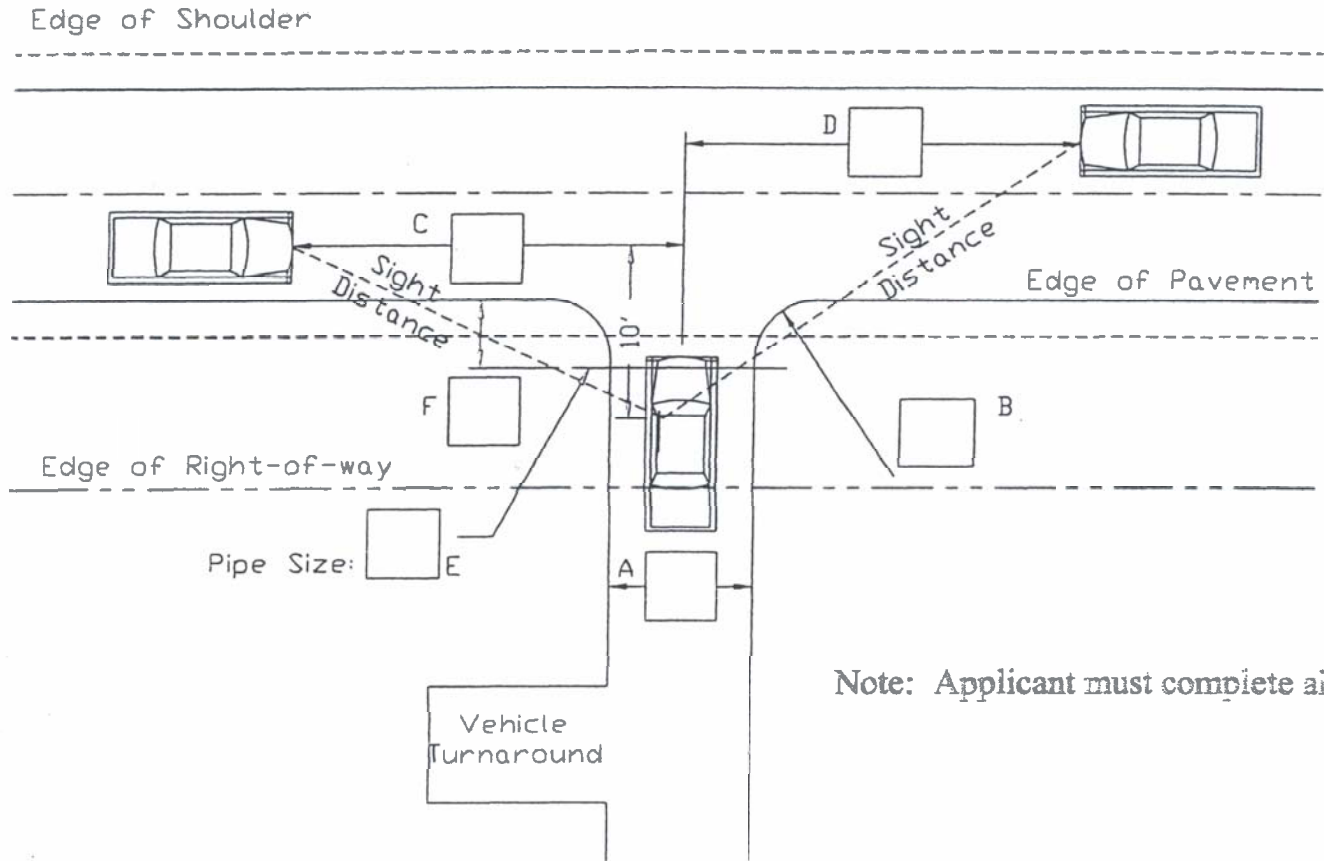 Edge of Shoulder
D
C
Sight
Distance
Sight
Distance
Edge of Pavement
10'
F
B
Edge of Right-of-way
Pipe Size:
E
A
Note: Applicant must complete
Vehicle
Turnaround